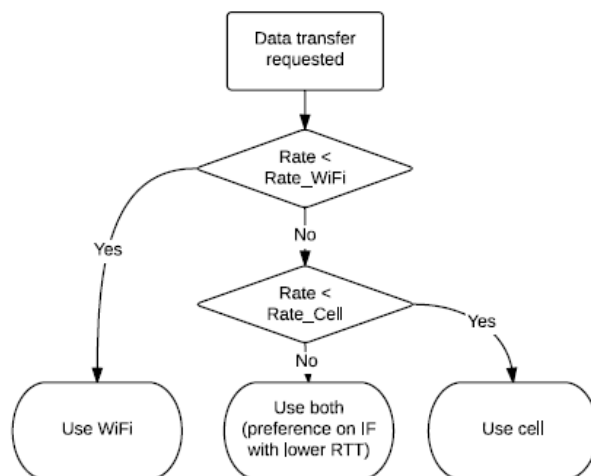 Data transfer
requested
Rate <
Rate_WiFi
Yes
No
Rate <
Rate_Cell
Yes
No
Use WiFi
Use both
(preference on IF
with lower RTT)
Use cell